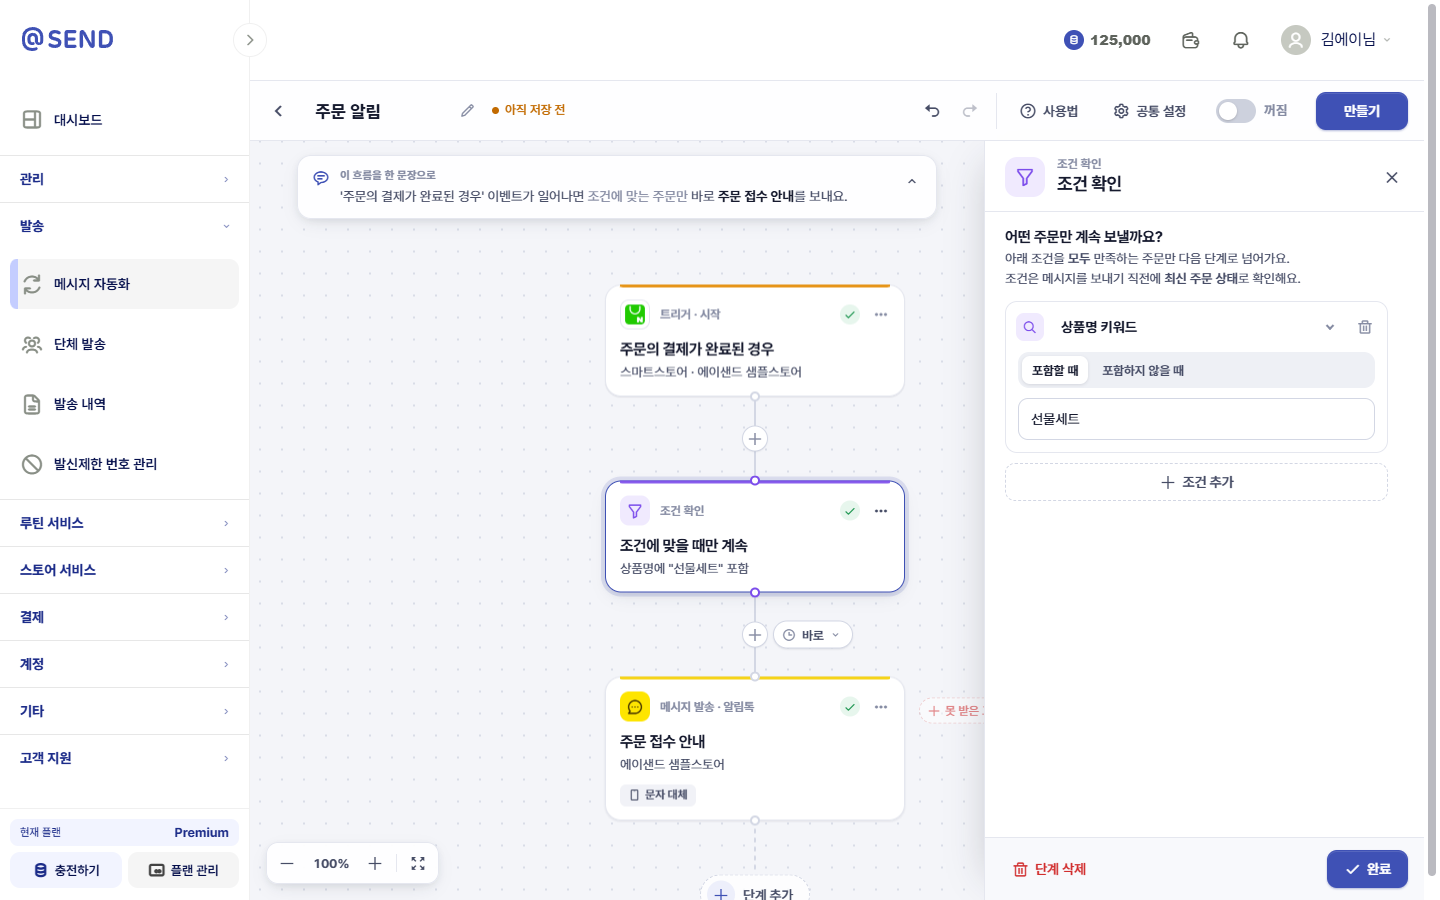 @SEND
125,000
김에이님
대시보드
관리
발송
메시지 자동화
단체 발송
발송 내역
발신제한 번호 관리
루틴 서비스
스토어 서비스
결제
계정
기타
고객 지원
현재 플랜
Premium
충전하기
플랜 관리
주문 알림
아직 저장 전
사용법
공통 설정
꺼짐
만들기
이 흐름을 한 문장으로
'주문의 결제가 완료된 경우' 이벤트가 일어나면 조건에 맞는 주문만 바로 주문 접수 안내를 보내요.
트리거 · 시작
주문의 결제가 완료된 경우
스마트스토어 · 에이샌드 샘플스토어
조건 확인
조건에 맞을 때만 계속
상품명에 "선물세트" 포함
바로
메시지 발송 · 알림톡
주문 접수 안내
에이샌드 샘플스토어
문자 대체
못 받은
단계 추가
100%
조건 확인
조건 확인
어떤 주문만 계속 보낼까요?
아래 조건을 모두 만족하는 주문만 다음 단계로 넘어가요.
조건은 메시지를 보내기 직전에 최신 주문 상태로 확인해요.
상품명 키워드
포함할 때
포함하지 않을 때
선물세트
조건 추가
단계 삭제
완료